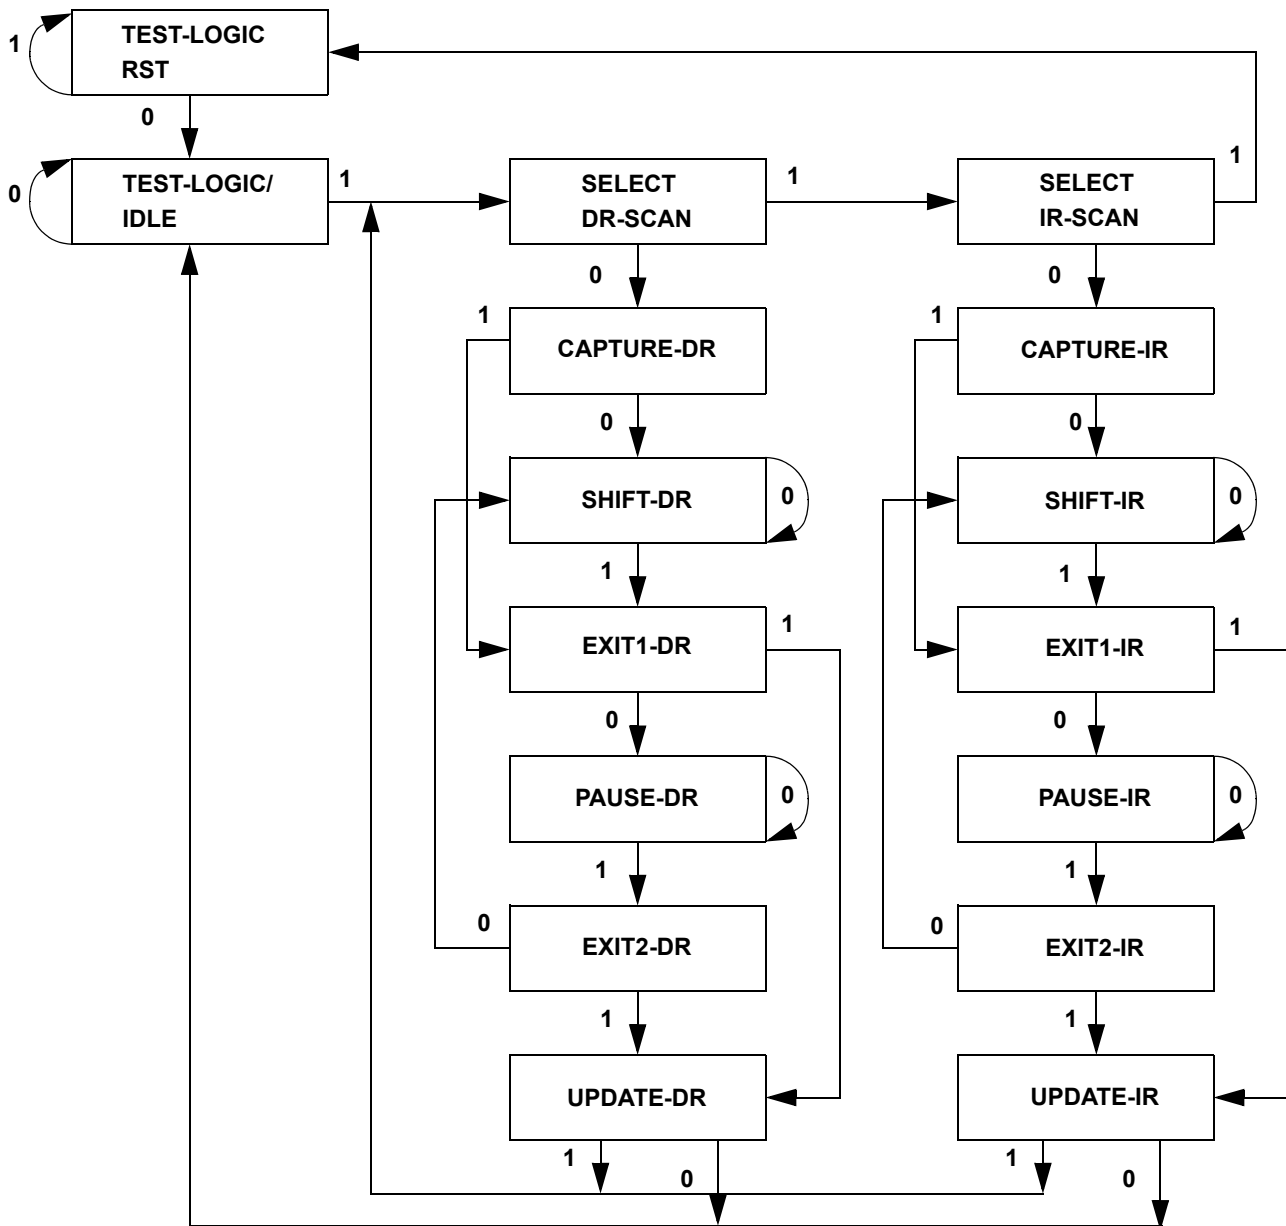 TEST-LOGIC
RST
1
0
TEST-LOGIC/
IDLE
0
1
SELECT
DR-SCAN
1
SELECT
IR-SCAN
1
0
0
1
CAPTURE-DR
1
CAPTURE-IR
0
0
SHIFT-DR
0
SHIFT-IR
0
1
1
EXIT1-DR
1
EXIT1-IR
1
0
0
PAUSE-DR
0
PAUSE-IR
0
1
1
0
EXIT2-DR
0
EXIT2-IR
1
1
UPDATE-DR
UPDATE-IR
1
0
1
0